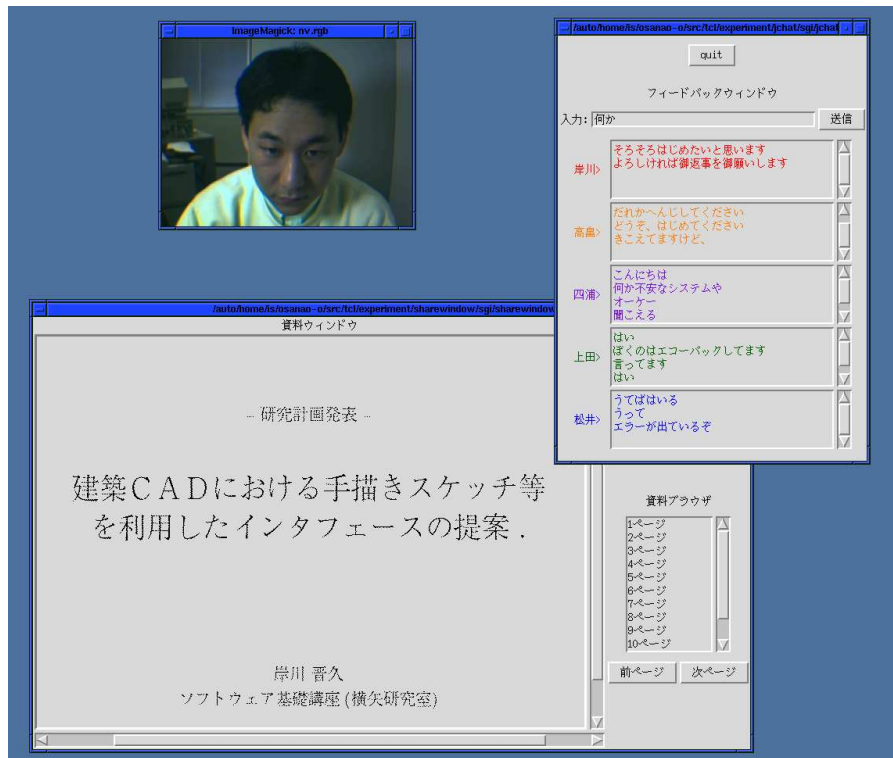 ImageMagick: nv.rgb
/auto/home/is/osanao-o/src/tcl/experiment/jchat/sgi/jchat
quit
フィードバックウィンドウ
入力: 何か
送信
岸川>
そろそろはじめたいと思います
よろしければ御返事を御願いします
高畠>
だれかへんじしてください
どうぞ、はじめてください
きこえてますけど、
四浦>
こんにちは
何か不安なシステムや
オーケー
聞こえる
上田>
はい
ぼくのはエコーバックしてます
言ってます
はい
松井>
うてばはいる
うって
エラーが出ているぞ
/auto/home/is/osanao-o/src/tcl/experiment/sharewindow/sgi/sharewindow
資料ウィンドウ
– 研究計画発表 –
建築ＣＡＤにおける手描きスケッチ等
を利用したインタフェースの提案．
岸川 晋久
ソフトウェア基礎講座 (横矢研究室)
資料ブラウザ
1ページ
2ページ
3ページ
4ページ
5ページ
6ページ
7ページ
8ページ
9ページ
10ページ
前ページ 次ページ